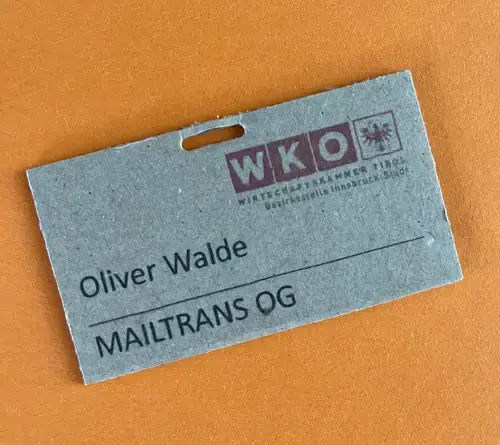 WKO
WIRTSCHAFTSKAMMER TIROL
Bezirksstelle Innsbruck-Stadt
Oliver Walde
MAILTRANS OG